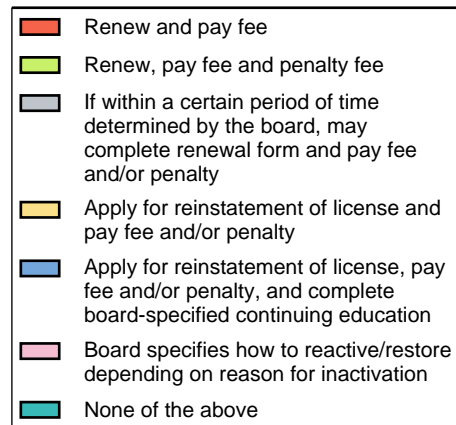 Renew and pay fee
Renew, pay fee and penalty fee
If within a certain period of time
determined by the board, may
complete renewal form and pay fee
and/or penalty
Apply for reinstatement of license and
pay fee and/or penalty
Apply for reinstatement of license, pay
fee and/or penalty, and complete
board-specified continuing education
Board specifies how to reactive/restore
depending on reason for inactivation
None of the above